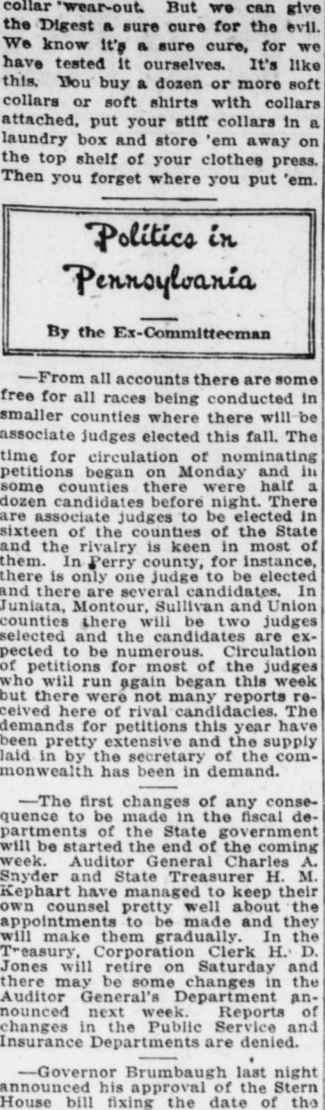 collar 'wear-out. But we can give
the Digest a sure cure for the evil.
We know it's a sure cure, for we
have tested it ourselves. It's like
this. You buy a dozen or more soft
collars or soft shirts with collars
attached, put your stiff collars in a
laundry box and store 'em away on
the top shelf of your clothes press.
Then you forget where you put 'em.
Politics in
Pennsylvania
By the Ex-Committeeman
—From all accounts there are some
free for all races being conducted in
smaller counties where there will be
associate judges elected this fall. The
time for circulation of nominating
petitions began on Monday and in
some counties there were half a
dozen candidates before night. There
are associate judges to be elected in
sixteen of the counties of the State
and the rivalry is keen in most of
them. In Perry county, for instance,
there is only one judge to be elected
and there are several candidates. In
Juniata, Montour, Sullivan and Union
counties there will be two judges
selected and the candidates are ex-
pected to be numerous. Circulation
of petitions for most of the judges
who will run again began this week
but there were not many reports re-
ceived here of rival candidacies. The
demands for petitions this year have
been pretty extensive and the supply
laid in by the secretary of the com-
monwealth has been in demand.
—The first changes of any conse-
quence to be made in the fiscal de-
partments of the State government
will be started the end of the coming
week. Auditor General Charles A.
Snyder and State Treasurer H. M.
Kephart have managed to keep their
own counsel pretty well about the
appointments to be made and they
will make them gradually. In the
Treasury, Corporation Clerk H. D.
Jones will retire on Saturday and
there may be some changes in the
Auditor General's Department an-
nounced next week. Reports of
changes in the Public Service and
Insurance Departments are denied.
—Governor Brumbaugh last night
announced his approval of the Stern
House bill fixing the date of the